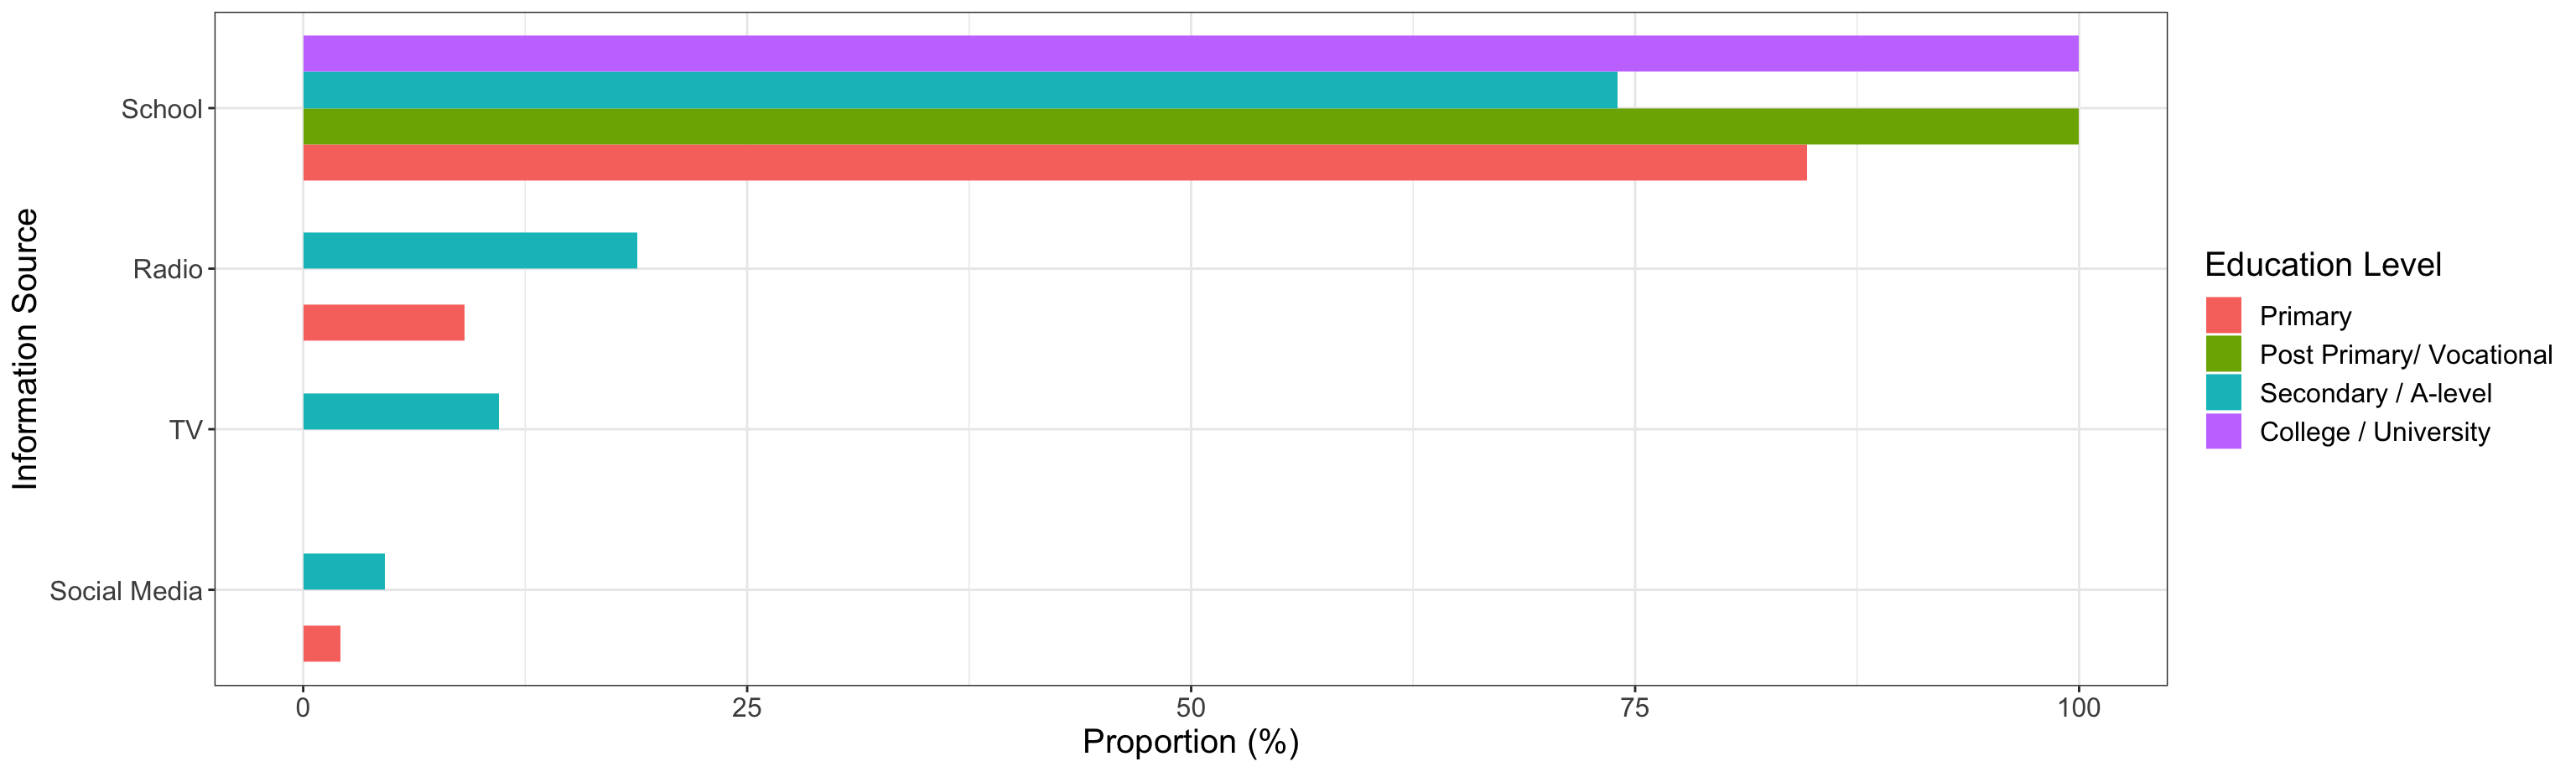 School
Radio
TV
Social Media
Information Source
0 25 50 75 100
Proportion (%)
Education Level
Primary
Post Primary/ Vocational
Secondary / A-level
College / University